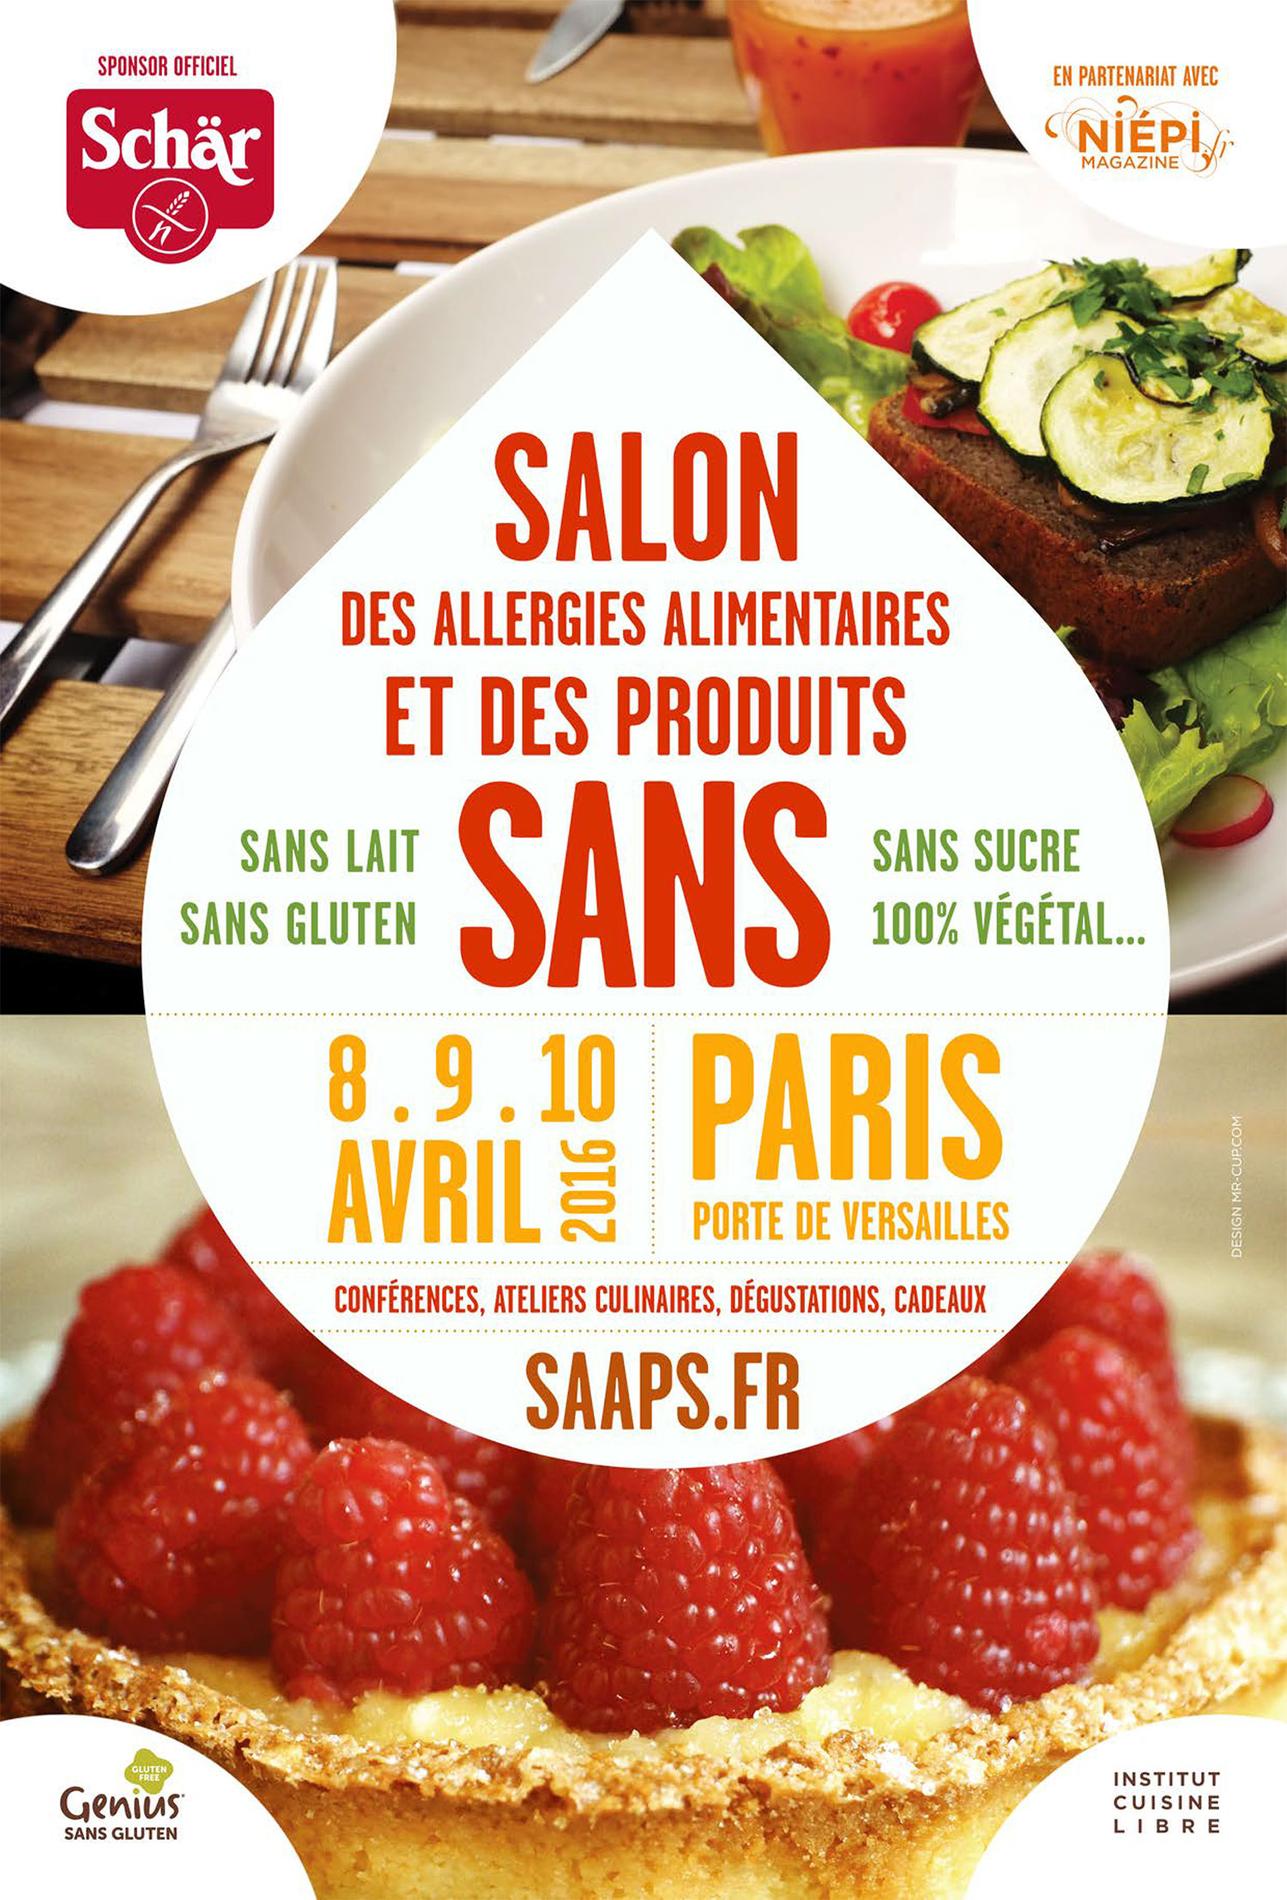 SPONSOR OFFICIEL
Schär
EN PARTENARIAT AVEC
NIÉPI.fr
MAGAZINE
SALON
DES ALLERGIES ALIMENTAIRES
ET DES PRODUITS
SANS
SANS LAIT
SANS GLUTEN
SANS SUCRE
100% VÉGÉTAL...
8 . 9 . 10
AVRIL 2016
PARIS
PORTE DE VERSAILLES
CONFÉRENCES, ATELIERS CULINAIRES, DÉGUSTATIONS, CADEAUX
SAAPS.FR
DESIGN MR-CUP.COM
GLUTEN
FREE
Genius
SANS GLUTEN
INSTITUT
CUISINE
LIBRE